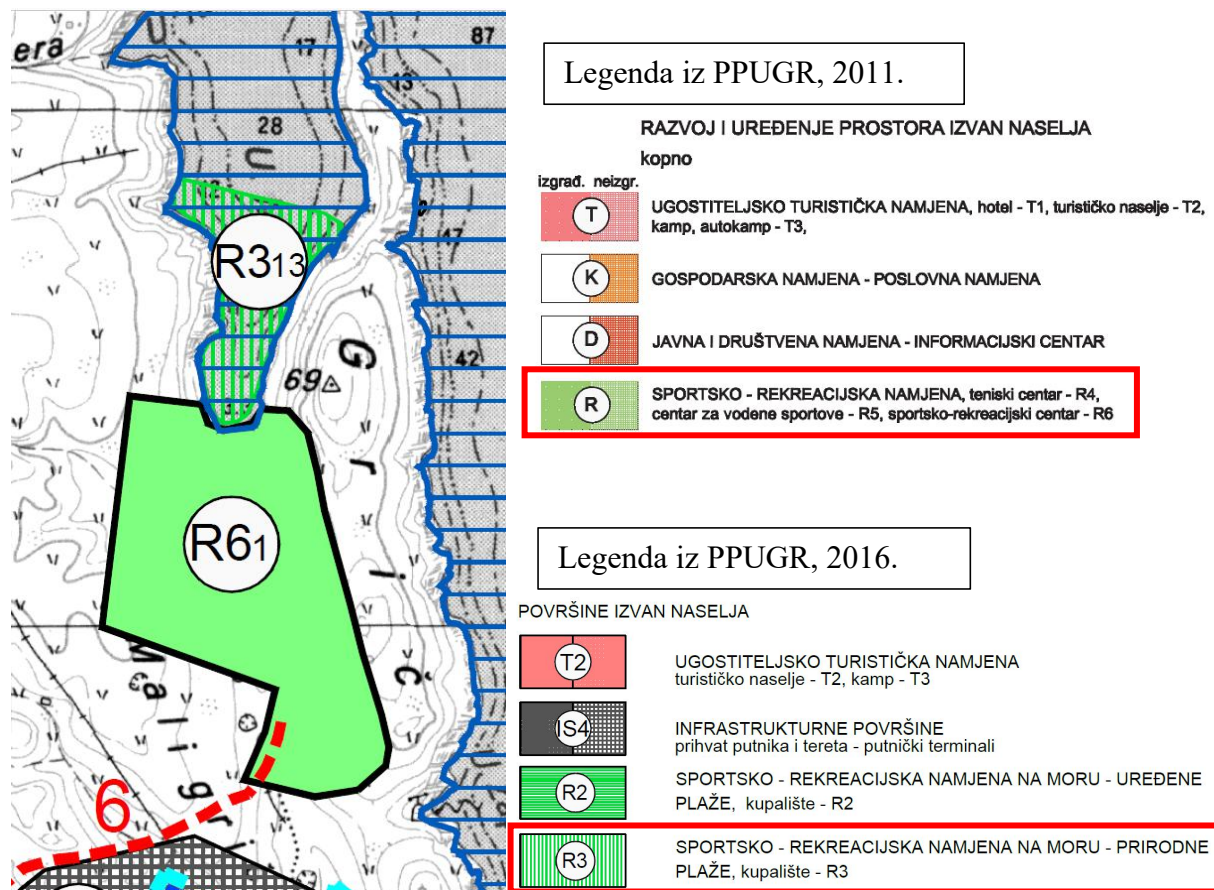 era
U
17
87
13
28
U
12
R313
47
G
42
69
3
r
R61
i
č
M
a
l
i
g
r
i
6
Legenda iz PPUGR, 2011.
RAZVOJ I UREĐENJE PROSTORA IZVAN NASELJA
kopno
izgrađ. neizgr.
T
UGOSTITELJSKO TURISTIČKA NAMJENA, hotel - T1, turističko naselje - T2,
kamp, autokamp - T3,
K
GOSPODARSKA NAMJENA - POSLOVNA NAMJENA
D
JAVNA I DRUŠTVENA NAMJENA - INFORMACIJSKI CENTAR
R
SPORTSKO - REKREACIJSKA NAMJENA, teniski centar - R4,
centar za vodene sportove - R5, sportsko-rekreacijski centar - R6
Legenda iz PPUGR, 2016.
POVRŠINE IZVAN NASELJA
T2
UGOSTITELJSKO TURISTIČKA NAMJENA
turističko naselje - T2, kamp - T3
IS4
INFRASTRUKTURNE POVRŠINE
prihvat putnika i tereta - putnički terminali
R2
SPORTSKO - REKREACIJSKA NAMJENA NA MORU - UREĐENE
PLAŽE, kupalište - R2
R3
SPORTSKO - REKREACIJSKA NAMJENA NA MORU - PRIRODNE
PLAŽE, kupalište - R3